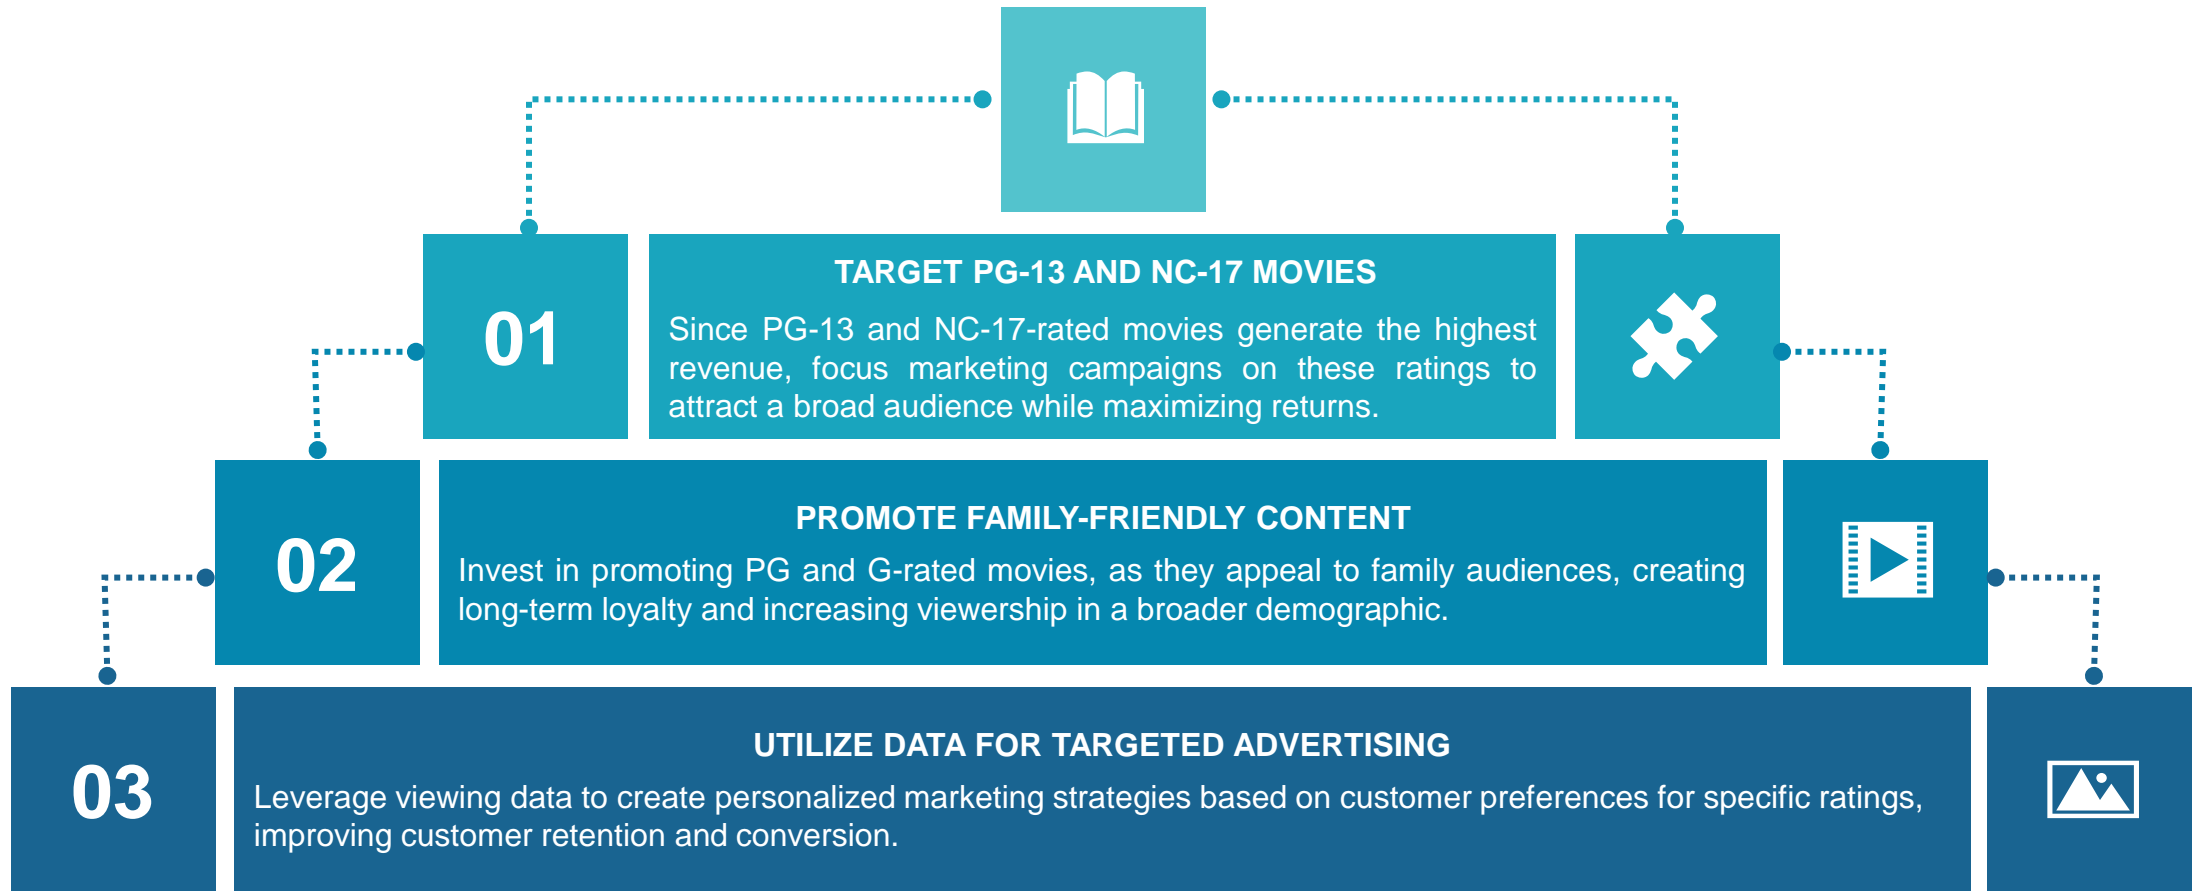 01
TARGET PG-13 AND NC-17 MOVIES
Since PG-13 and NC-17-rated movies generate the highest
revenue, focus marketing campaigns on these ratings to
attract a broad audience while maximizing returns.
02
PROMOTE FAMILY-FRIENDLY CONTENT
Invest in promoting PG and G-rated movies, as they appeal to family audiences, creating
long-term loyalty and increasing viewership in a broader demographic.
03
UTILIZE DATA FOR TARGETED ADVERTISING
Leverage viewing data to create personalized marketing strategies based on customer preferences for specific ratings,
improving customer retention and conversion.